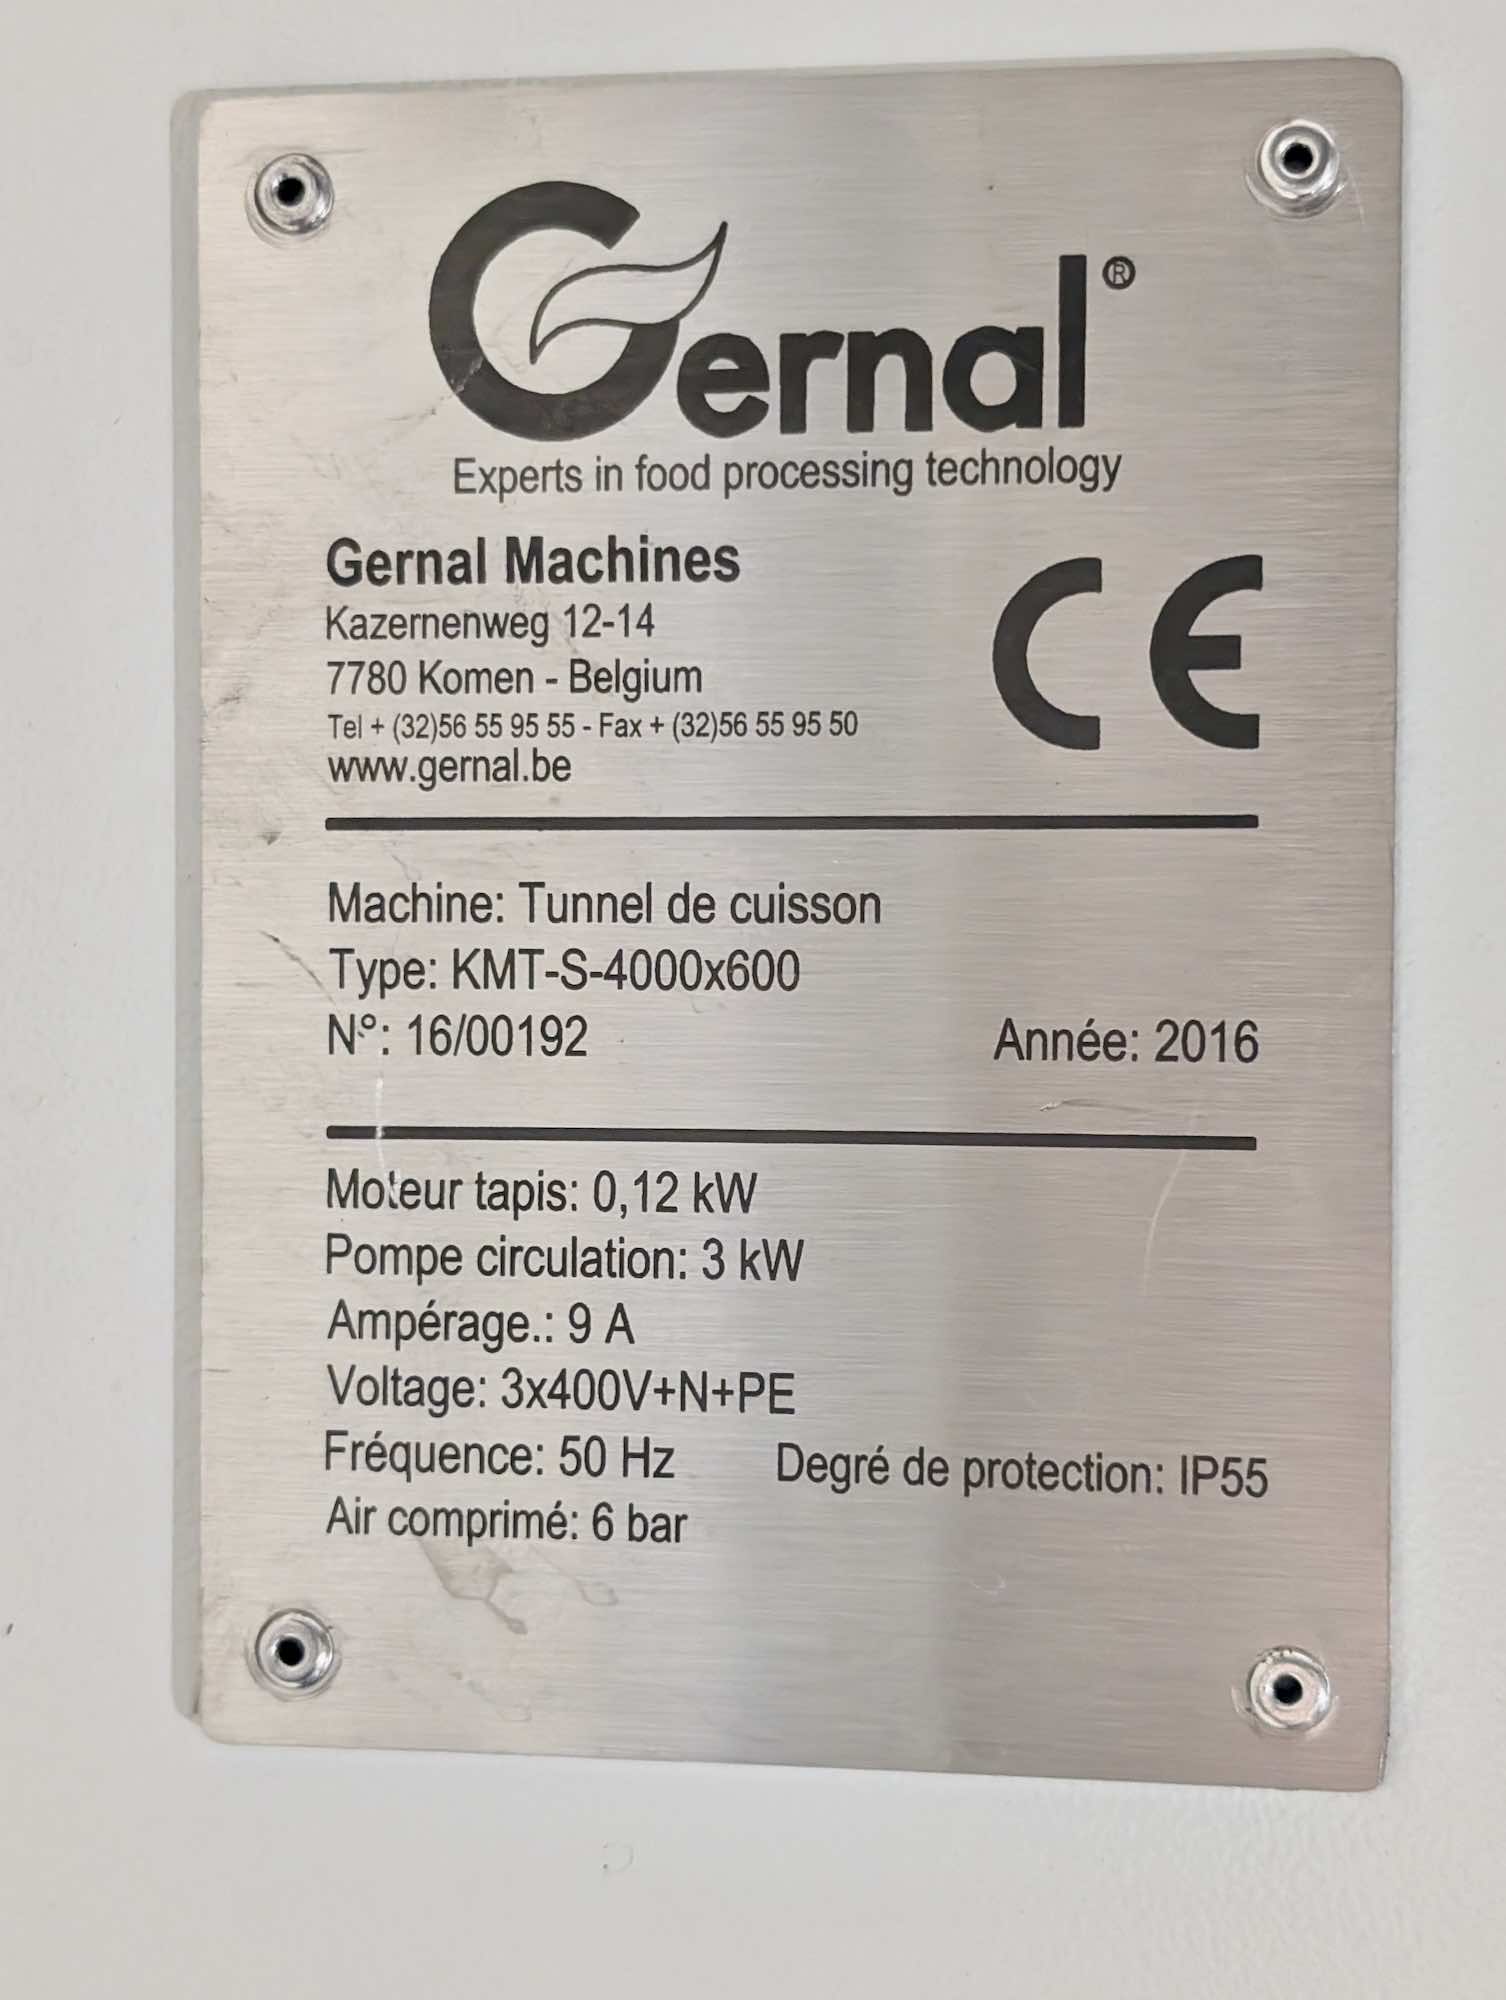 Gernal®
Experts in food processing technology
Gernal Machines
Kazernenweg 12-14
7780 Komen - Belgium
Tel + (32)56 55 95 55 - Fax + (32)56 55 95 50
www.gernal.be
CE
Machine: Tunnel de cuisson
Type: KMT-S-4000x600
N°: 16/00192 Année: 2016
Moteur tapis: 0,12 kW
Pompe circulation: 3 kW
Ampérage.: 9 A
Voltage: 3x400V+N+PE
Fréquence: 50 Hz Degré de protection: IP55
Air comprimé: 6 bar